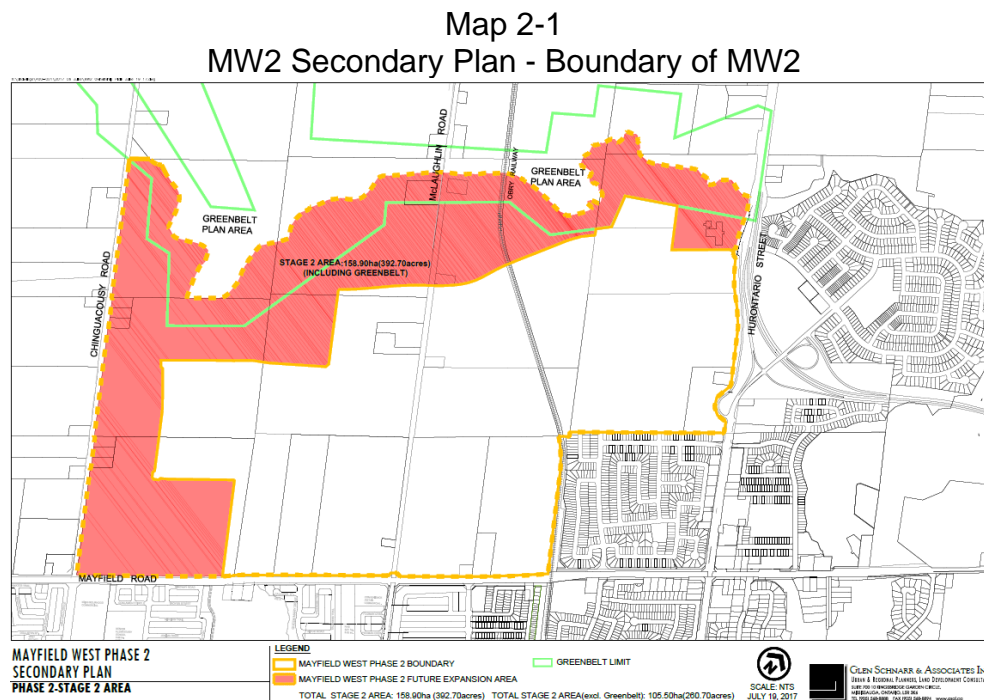 Map 2-1
MW2 Secondary Plan - Boundary of MW2
McLAUGHLIN ROAD
OBRY RAILWAY
GREENBELT
PLAN AREA
GREENBELT
PLAN AREA
CHINGUACOUSY ROAD
STAGE 2 AREA:158.90ha(392.70acres)
(INCLUDING GREENBELT)
HURONTARIO STREET
MAYFIELD ROAD
MAYFIELD WEST PHASE 2
SECONDARY PLAN
PHASE 2-STAGE 2 AREA
LEGEND
MAYFIELD WEST PHASE 2 BOUNDARY
GREENBELT LIMIT
MAYFIELD WEST PHASE 2 FUTURE EXPANSION AREA
TOTAL STAGE 2 AREA: 158.90ha (392.70acres) TOTAL STAGE 2 AREA(excl. Greenbelt): 105.50ha(260.70acres)
SCALE: NTS
JULY 19, 2017
GLEN SCHNARR & ASSOCIATES IN
URBAN & REGIONAL PLANNERS, LAND DEVELOPMENT CONSULTA